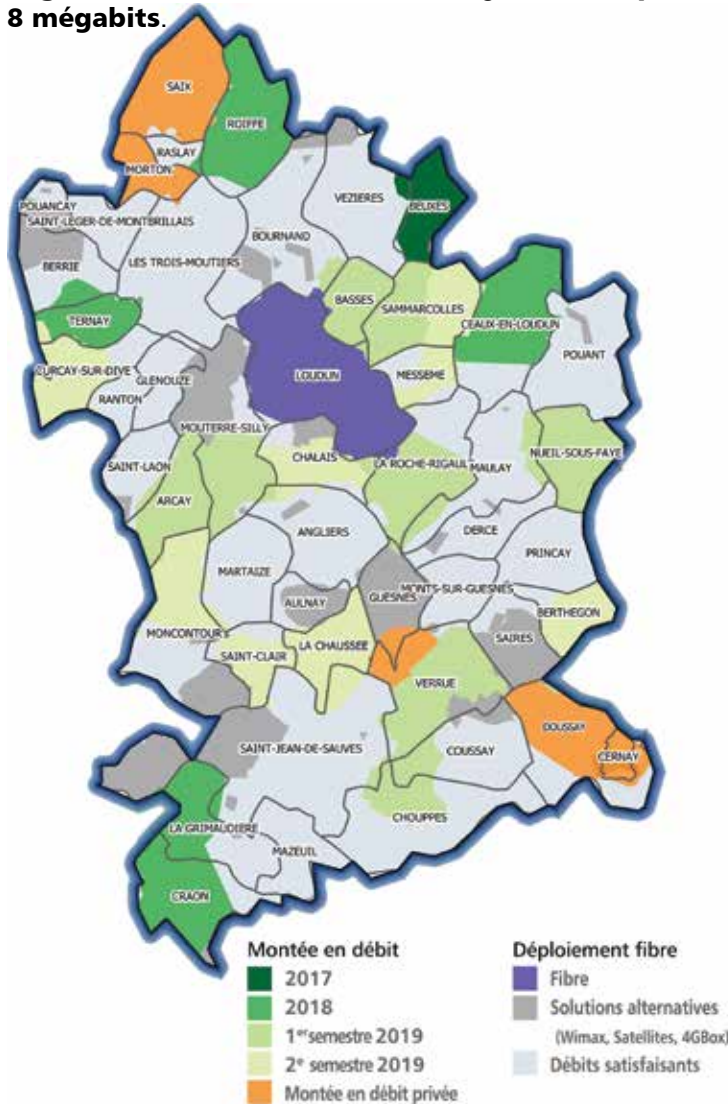 8 mégabits.
SAIX
ROIFFE
RASLAY
MORTON
POUANCAY
SAINT-LEGER-DE-MONTBRILLAIS
VEZIERES
BEUXES
BOURNAND
BERRIE
LES TROIS-MOUTIERS
BASSES
SAMMARCOLLES
TERNAY
CEAUX-EN-LOUDUN
POUANT
CURCAY-SUR-DIVE
GLENOUZE
LOUDUN
MESSEME
RANTON
MOUTERRE-SILLY
CHALAIS
NUEIL-SOUS-FAYE
SAINT-LAON
LA ROCHE-RIGAUL
MAULAY
ARCAY
ANGLIERS
DERCE
PRINCAY
MARTAIZE
MONTS-SUR-GUESNES
GUESNES
AULNAY
BERTHEGON
MONCONTOUR
LA CHAUSSEE
SAIRES
SAINT-CLAIR
VERRUE
DOUSSAY
SAINT-JEAN-DE-SAUVES
COUSSAY
CERNAY
CHOUPPES
LA GRIMAUDIERE
MAZEUIL
CRAON
Montée en débit
2017
2018
1er semestre 2019
2e semestre 2019
Montée en débit privée
Déploiement fibre
Fibre
Solutions alternatives
(Wimax, Satellites, 4GBox)
Débits satisfaisants